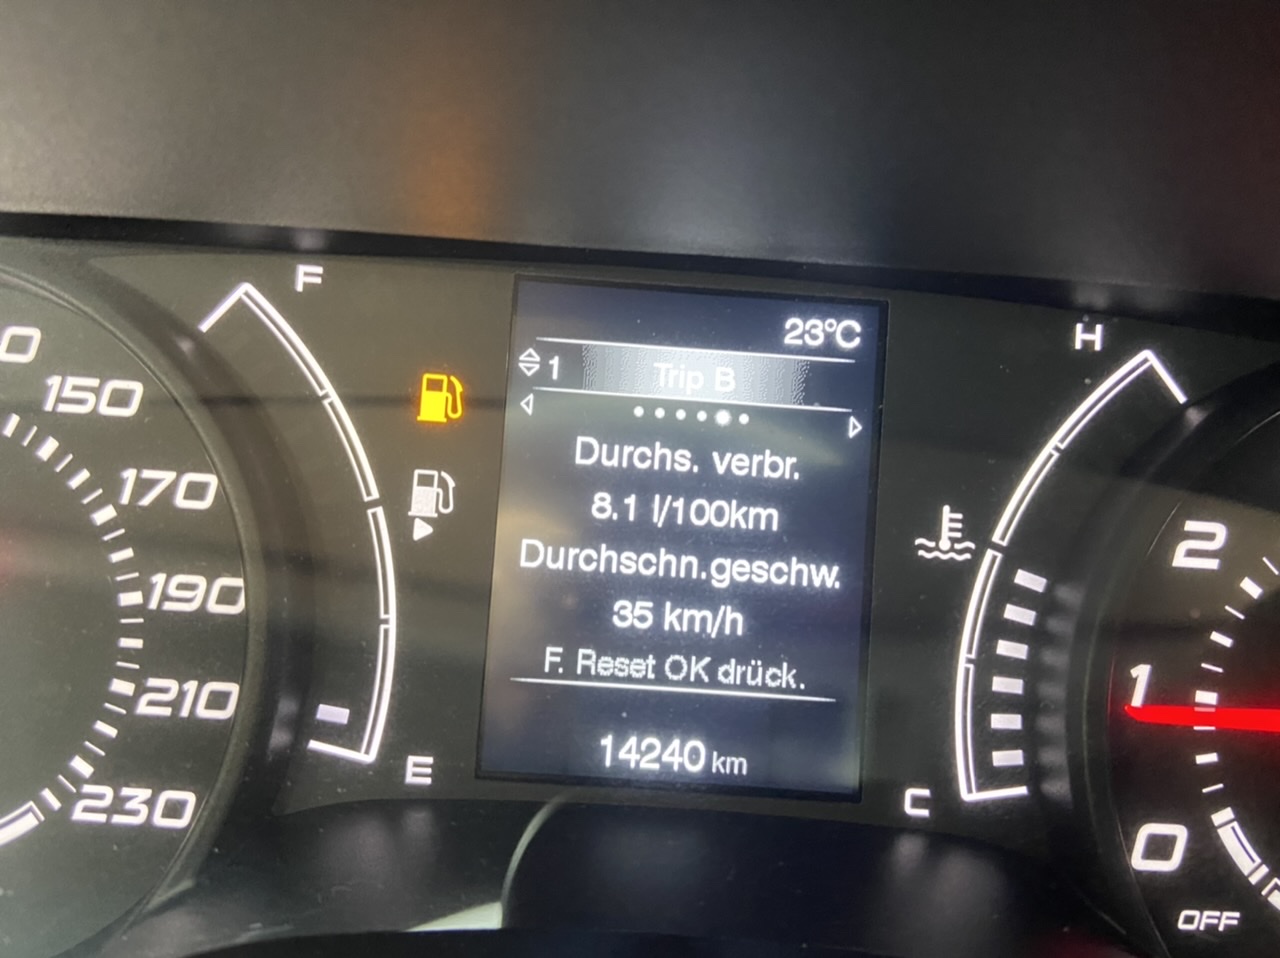 F
H
23°C
1 Trip B
Durchs. verbr.
8.1 l/100km
Durchschn.geschw.
35 km/h
F. Reset OK drück.
14240 km
E
C
0
150
170
190
210
230
2
1
0
OFF